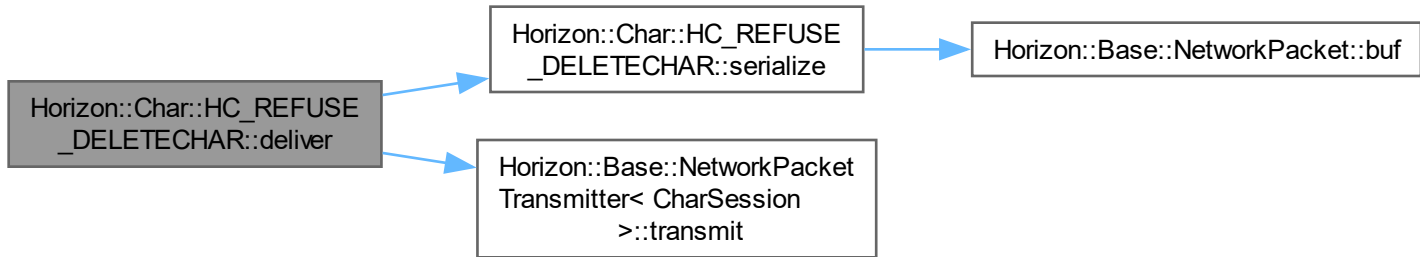 Horizon::Char::HC_REFUSE
_DELETECHAR::deliver
Horizon::Char::HC_REFUSE
_DELETECHAR::serialize
Horizon::Base::NetworkPacket::buf
Horizon::Base::NetworkPacket
Transmitter< CharSession
>::transmit